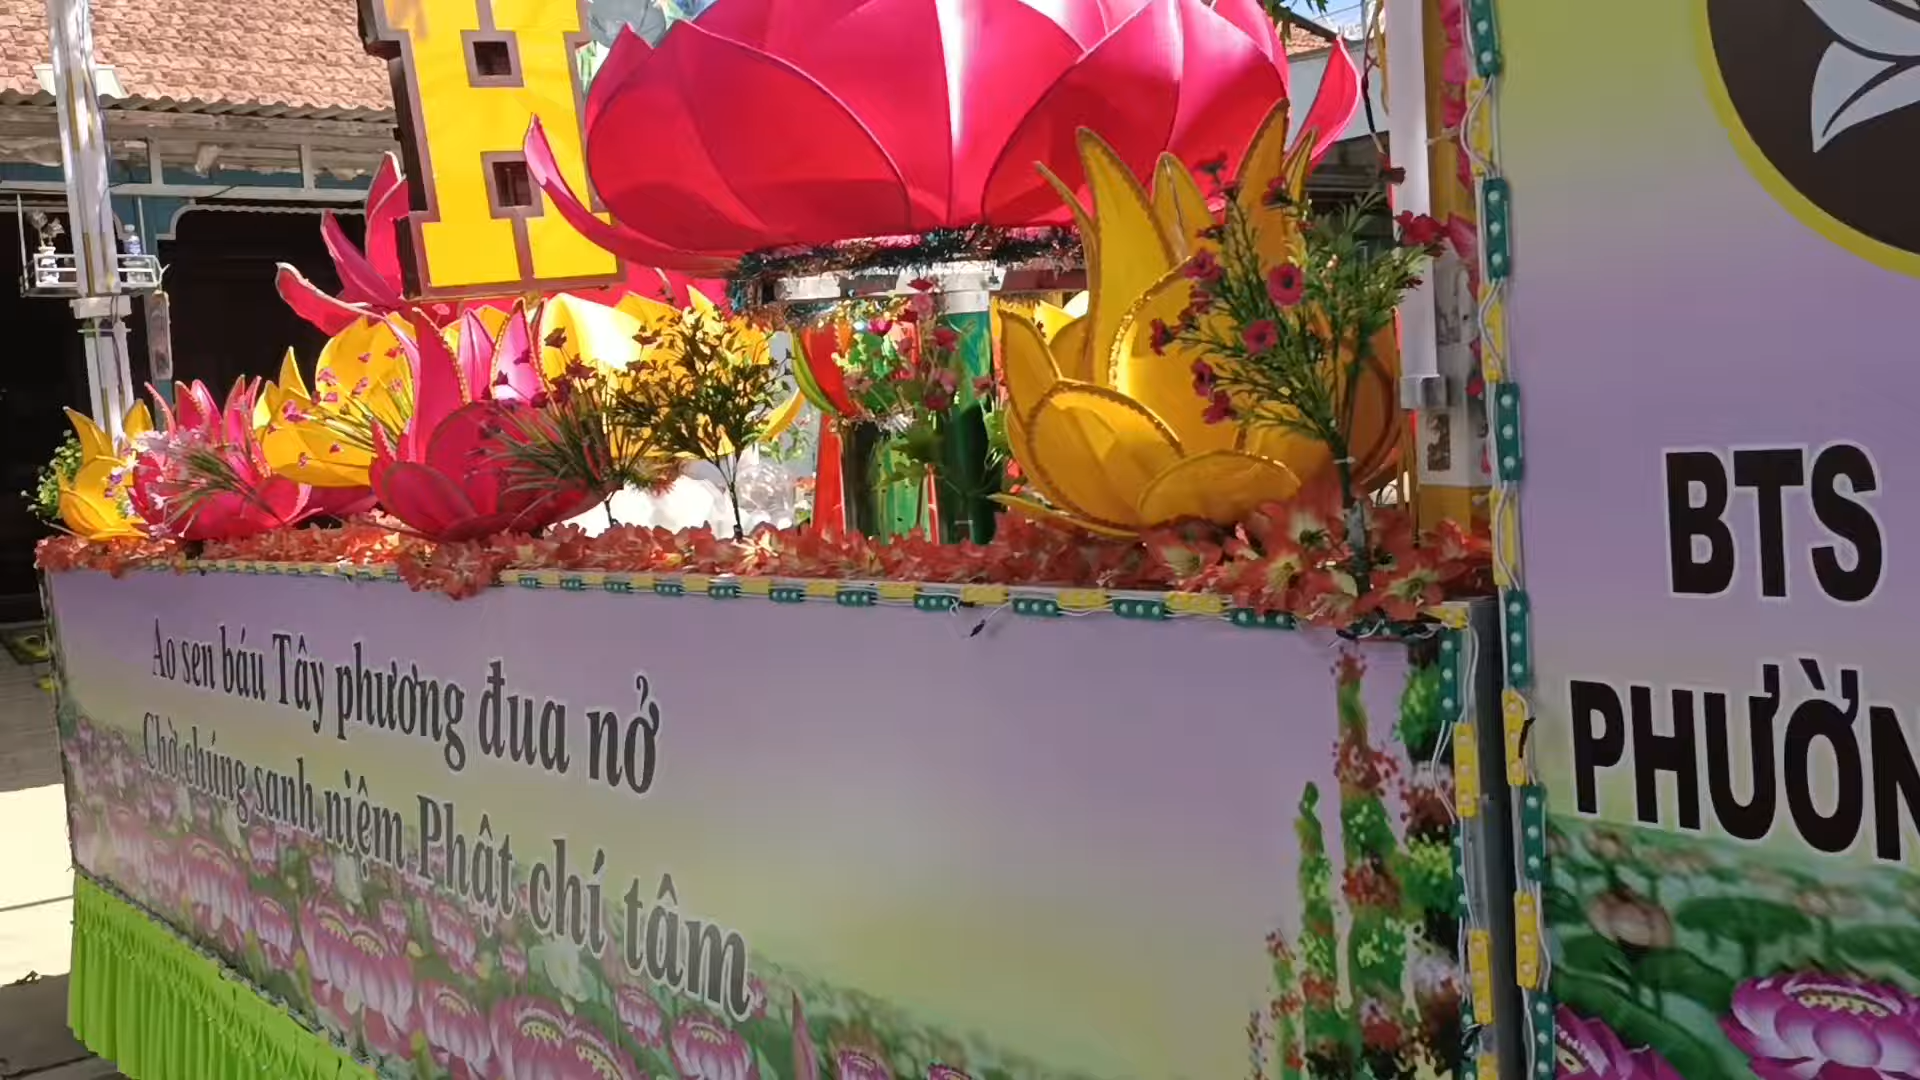 Ao sen báu Tây phương đua nở
Chờ chúng sanh niệm Phật chí tâm
BTS
PHƯỜN